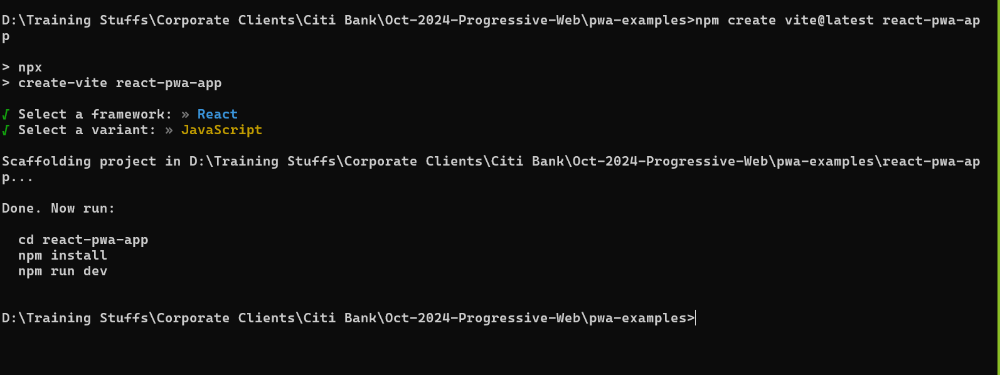 D:\Training Stuffs\Corporate Clients\Citi Bank\Oct-2024-Progressive-Web\pwa-examples>npm create vite@latest react-pwa-ap
p
> npx
> create-vite react-pwa-app
√ Select a framework: » React
√ Select a variant: » JavaScript
Scaffolding project in D:\Training Stuffs\Corporate Clients\Citi Bank\Oct-2024-Progressive-Web\pwa-examples\react-pwa-ap
p...
Done. Now run:
  cd react-pwa-app
  npm install
  npm run dev
D:\Training Stuffs\Corporate Clients\Citi Bank\Oct-2024-Progressive-Web\pwa-examples>